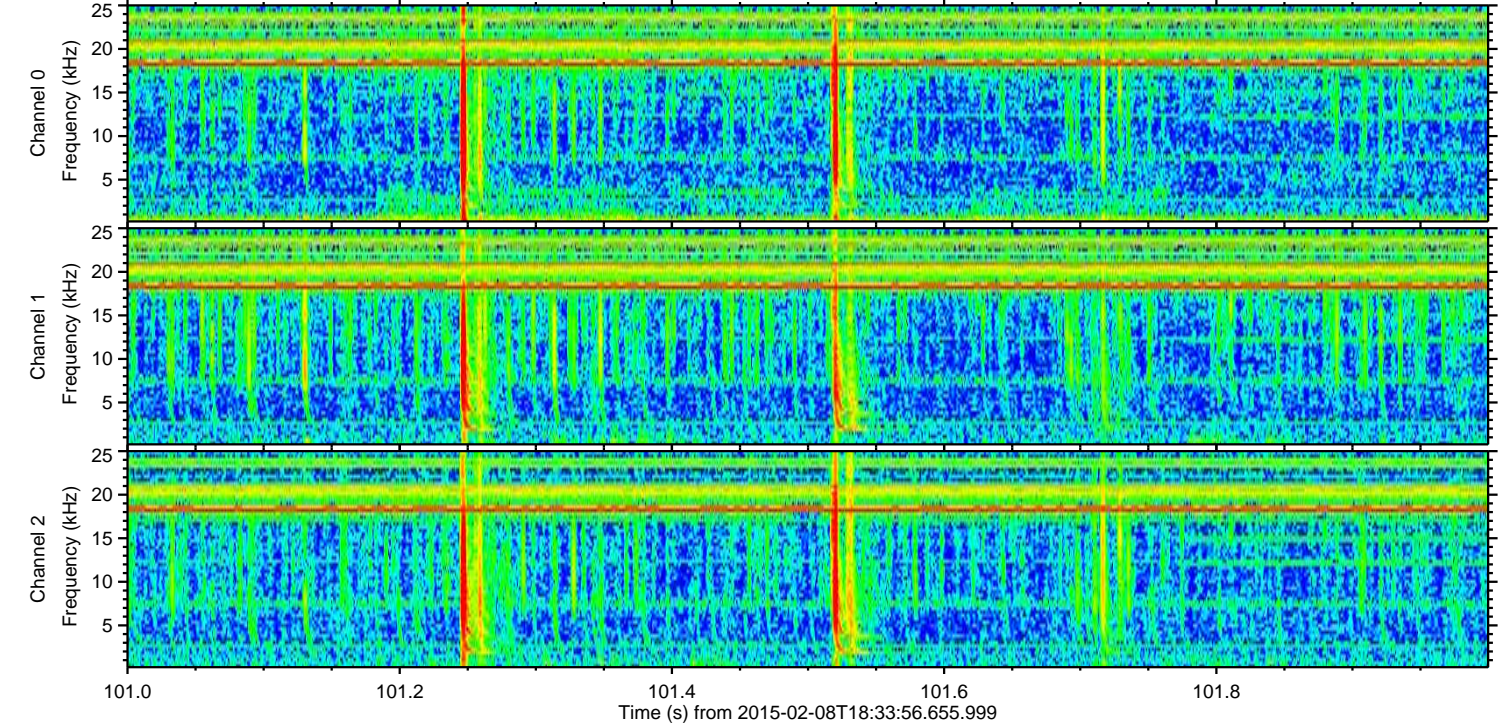 Channel 0
Frequency (kHz)
25
20
15
10
5
Channel 1
Frequency (kHz)
25
20
15
10
5
Channel 2
Frequency (kHz)
25
20
15
10
5
101.0 101.2 101.4 101.6 101.8
Time (s) from 2015-02-08T18:33:56.655.999